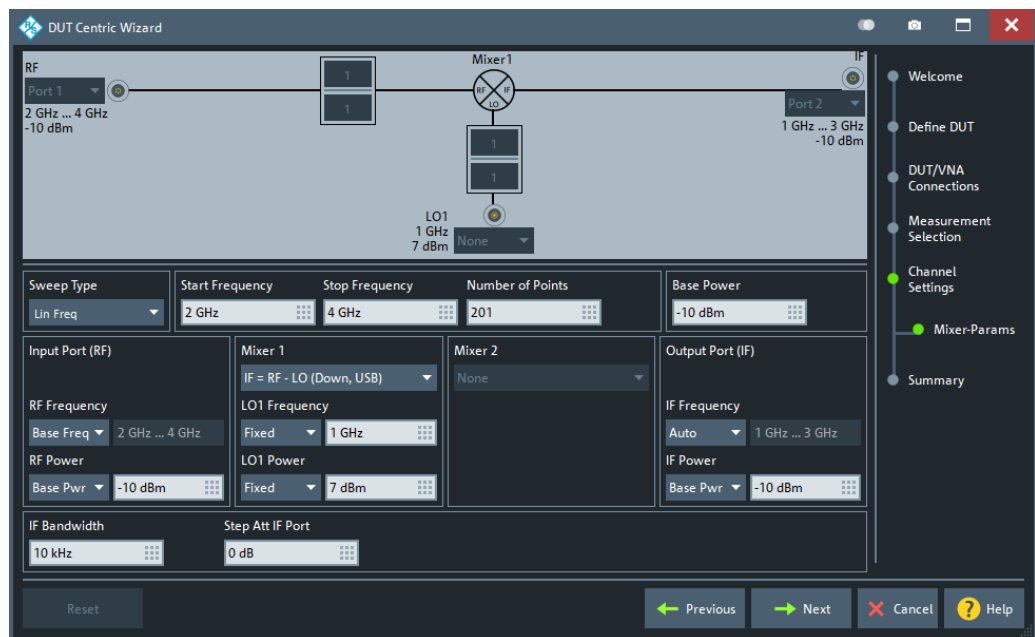 DUT Centric Wizard
RF
Port 1
2 GHz ... 4 GHz
-10 dBm
1
1
Mixer1
RF
IF
LO
1
1
LO1
1 GHz
7 dBm
None
IF
Port 2
1 GHz ... 3 GHz
-10 dBm
Welcome
Define DUT
DUT/VNA
Connections
Measurement
Selection
Channel
Settings
Mixer-Params
Summary
Sweep Type
Lin Freq
Start Frequency
2 GHz
Stop Frequency
4 GHz
Number of Points
201
Base Power
-10 dBm
Input Port (RF)
RF Frequency
Base Freq
2 GHz ... 4 GHz
RF Power
Base Pwr
-10 dBm
Mixer 1
IF = RF - LO (Down, USB)
LO1 Frequency
Fixed
1 GHz
LO1 Power
Fixed
7 dBm
Mixer 2
None
Output Port (IF)
IF Frequency
Auto
1 GHz ... 3 GHz
IF Power
Base Pwr
-10 dBm
IF Bandwidth
10 kHz
Step Att IF Port
0 dB
Reset
Previous
Next
Cancel
? Help